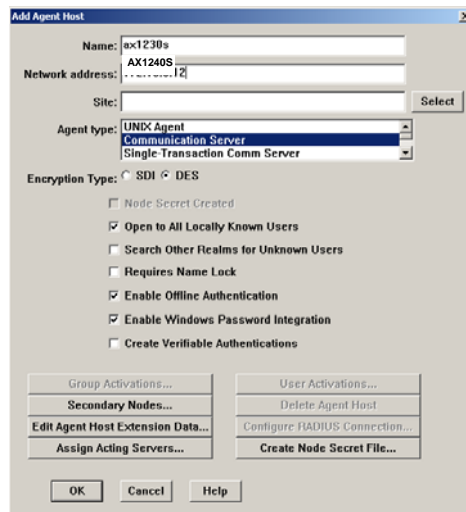 Add Agent Host
Name: ax1230s
AX1240S
Network address: 12
Site: Select
Agent type: UNIX Agent
Communication Server
Single-Transaction Comm Server
Encryption Type: SDI DES
Node Secret Created
Open to All Locally Known Users
Search Other Realms for Unknown Users
Requires Name Lock
Enable Offline Authentication
Enable Windows Password Integration
Create Verifiable Authentications
Group Activations... User Activations...
Secondary Nodes... Delete Agent Host
Edit Agent Host Extension Data... Configure RADIUS Connection...
Assign Acting Servers... Create Node Secret File...
OK Cancel Help